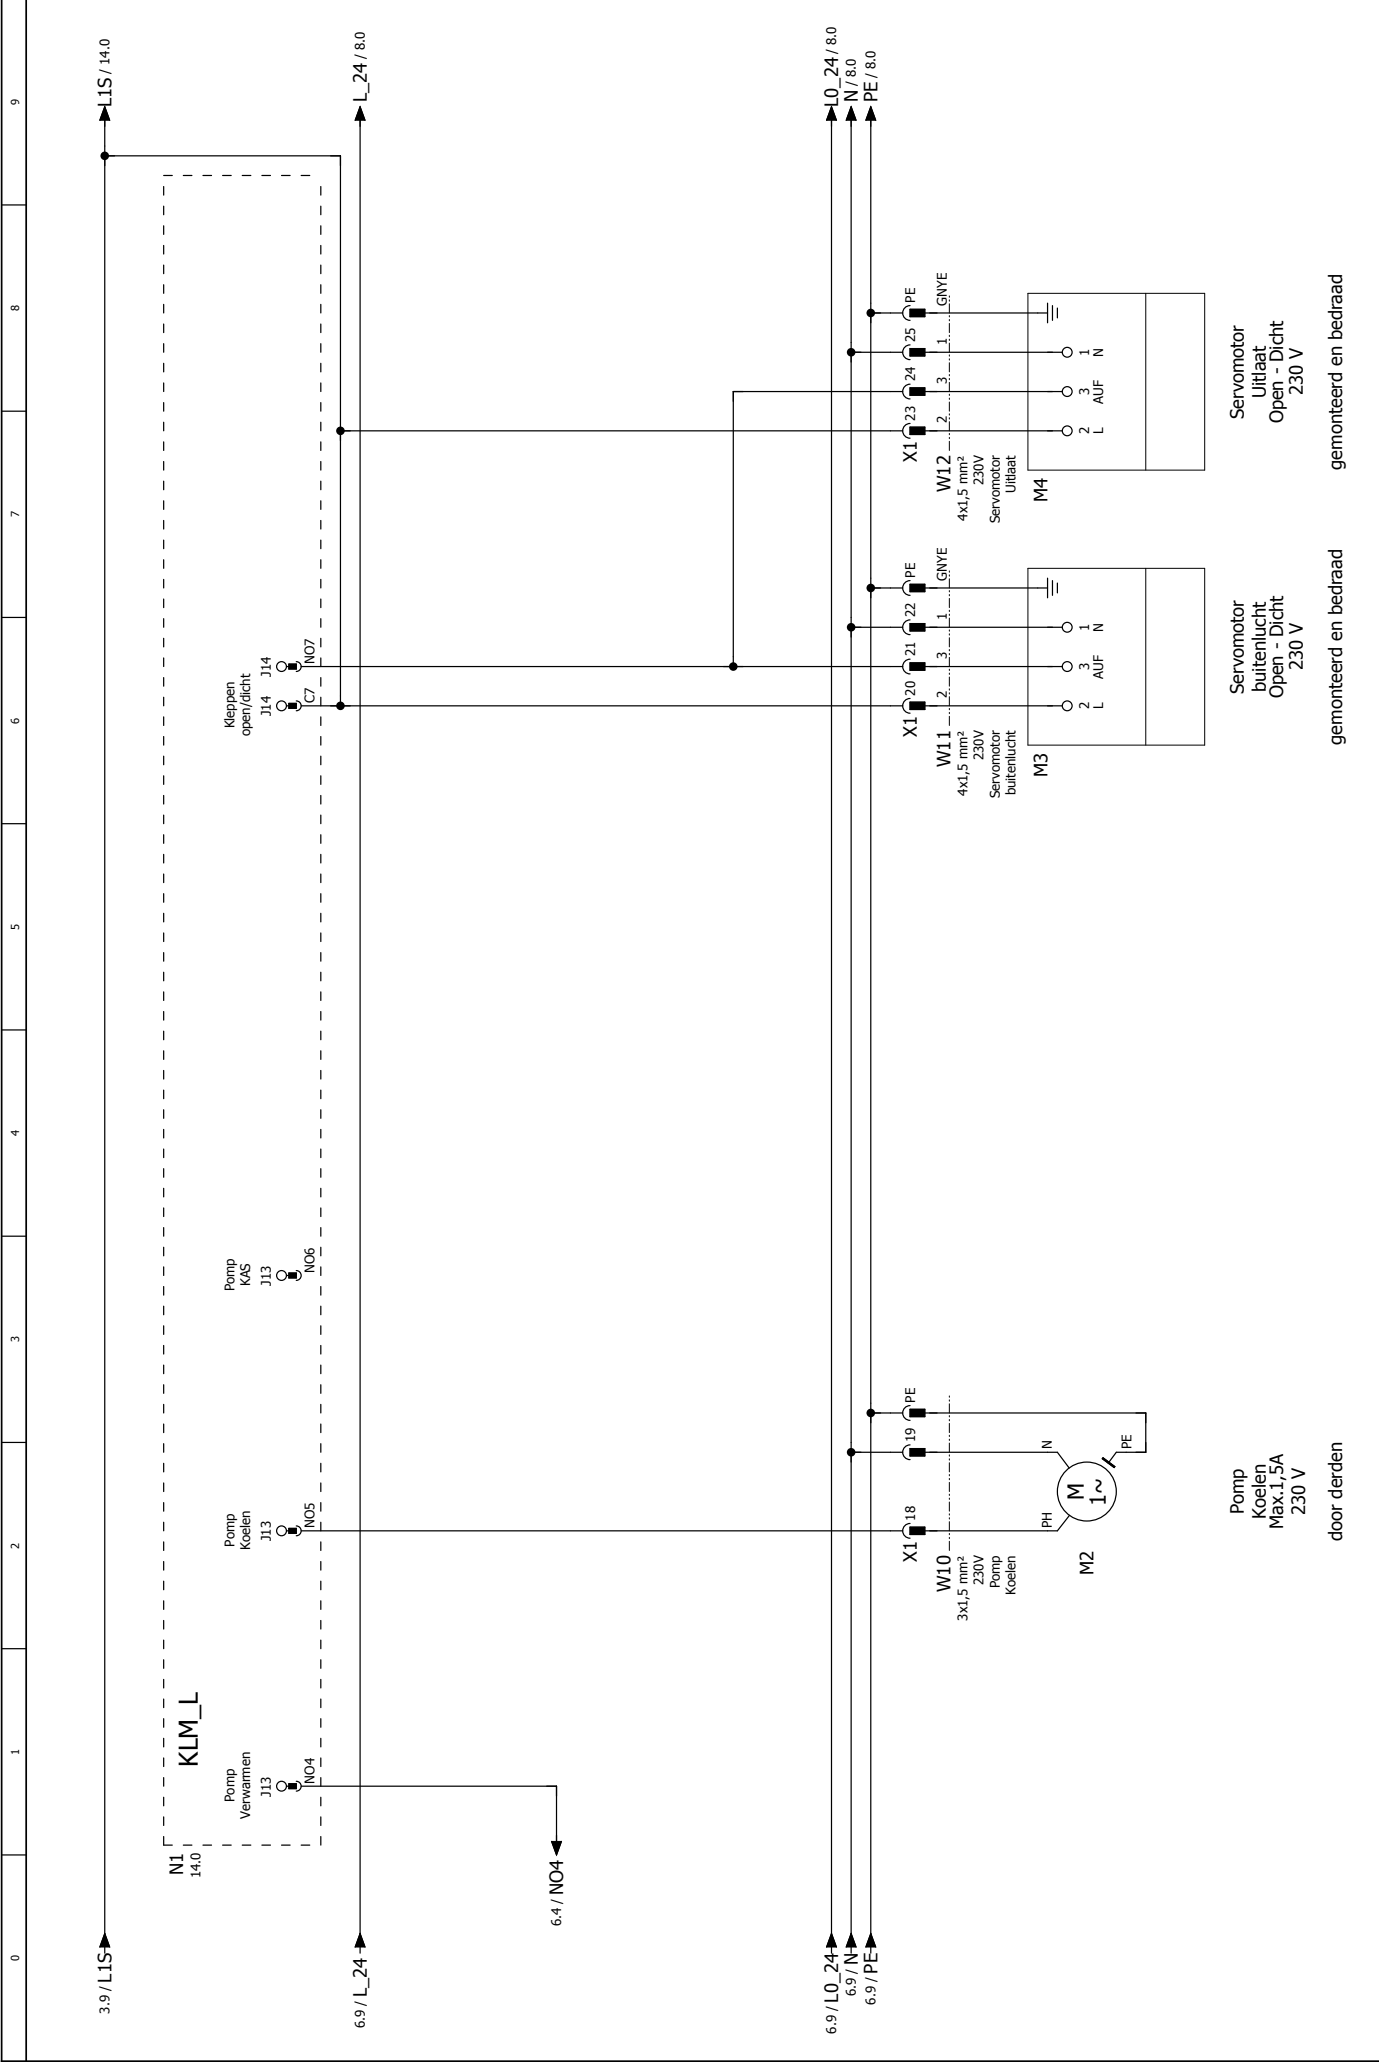 0
1
2
3
4
5
6
7
8
9
3.9 / L1S
L1S / 14.0
N1
14.0
KLM_L
Pomp
Verwarmen
J13
NO4
Pomp
Koelen
J13
NO5
Pomp
KAS
J13
NO6
Kleppen
open/dicht
J14
J14
C7
NO7
6.9 / L_24
L_24 / 8.0
6.4 / NO4
6.9 / L0_24
L0_24 / 8.0
6.9 / N
N / 8.0
6.9 / PE
PE / 8.0
X1
18
19
PE
W10
3x1,5 mm²
230V
Pomp
Koelen
PH
N
M
1~
PE
M2
Pomp
Koelen
Max.1,5A
230 V
door derden
X1
20
21
22
PE
W11
2
3
1
GNYE
4x1,5 mm²
230V
Servomotor
buitenlucht
M3
2
3
1
L
AUF
N
Servomotor
buitenlucht
Open - Dicht
230 V
gemonteerd en bedraad
X1
23
24
25
PE
W12
2
3
1
GNYE
4x1,5 mm²
230V
Servomotor
Uitlaat
M4
2
3
1
L
AUF
N
Servomotor
Uitlaat
Open - Dicht
230 V
gemonteerd en bedraad